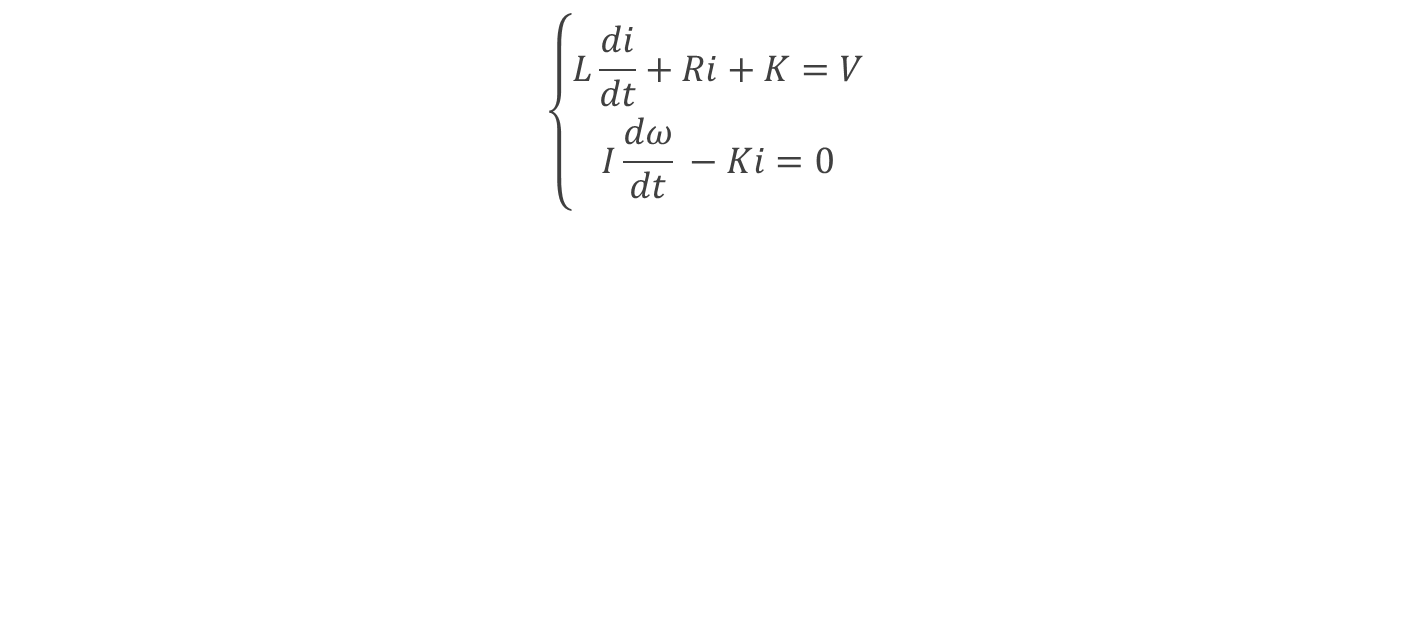 L di/dt + Ri + K = V
I dω/dt − Ki = 0